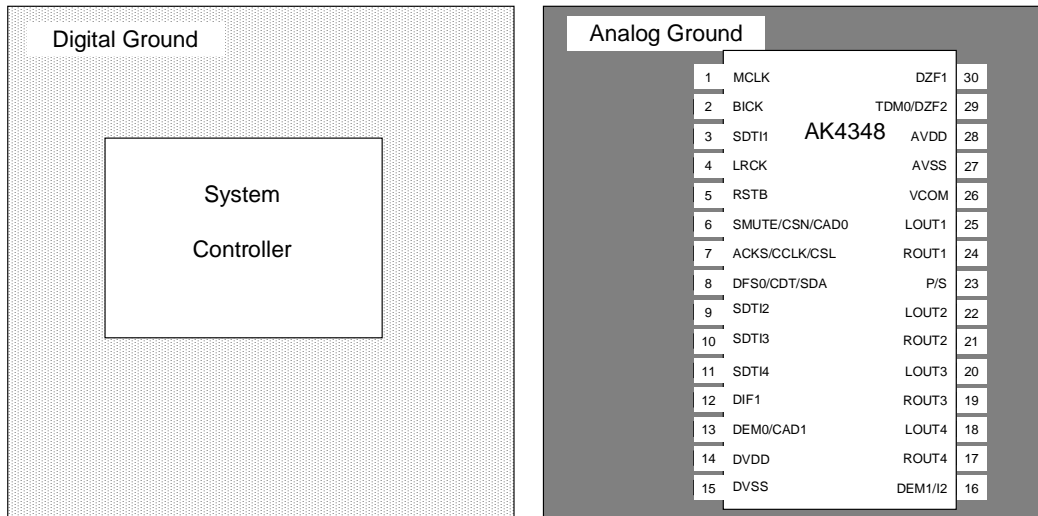 Digital Ground
System
Controller
Analog Ground
AK4348
1 MCLK DZF1 30
2 BICK TDM0/DZF2 29
3 SDTI1 AVDD 28
4 LRCK AVSS 27
5 RSTB VCOM 26
6 SMUTE/CSN/CAD0 LOUT1 25
7 ACKS/CCLK/CSL ROUT1 24
8 DFS0/CDT/SDA P/S 23
9 SDTI2 LOUT2 22
10 SDTI3 ROUT2 21
11 SDTI4 LOUT3 20
12 DIF1 ROUT3 19
13 DEM0/CAD1 LOUT4 18
14 DVDD ROUT4 17
15 DVSS DEM1/I2 16